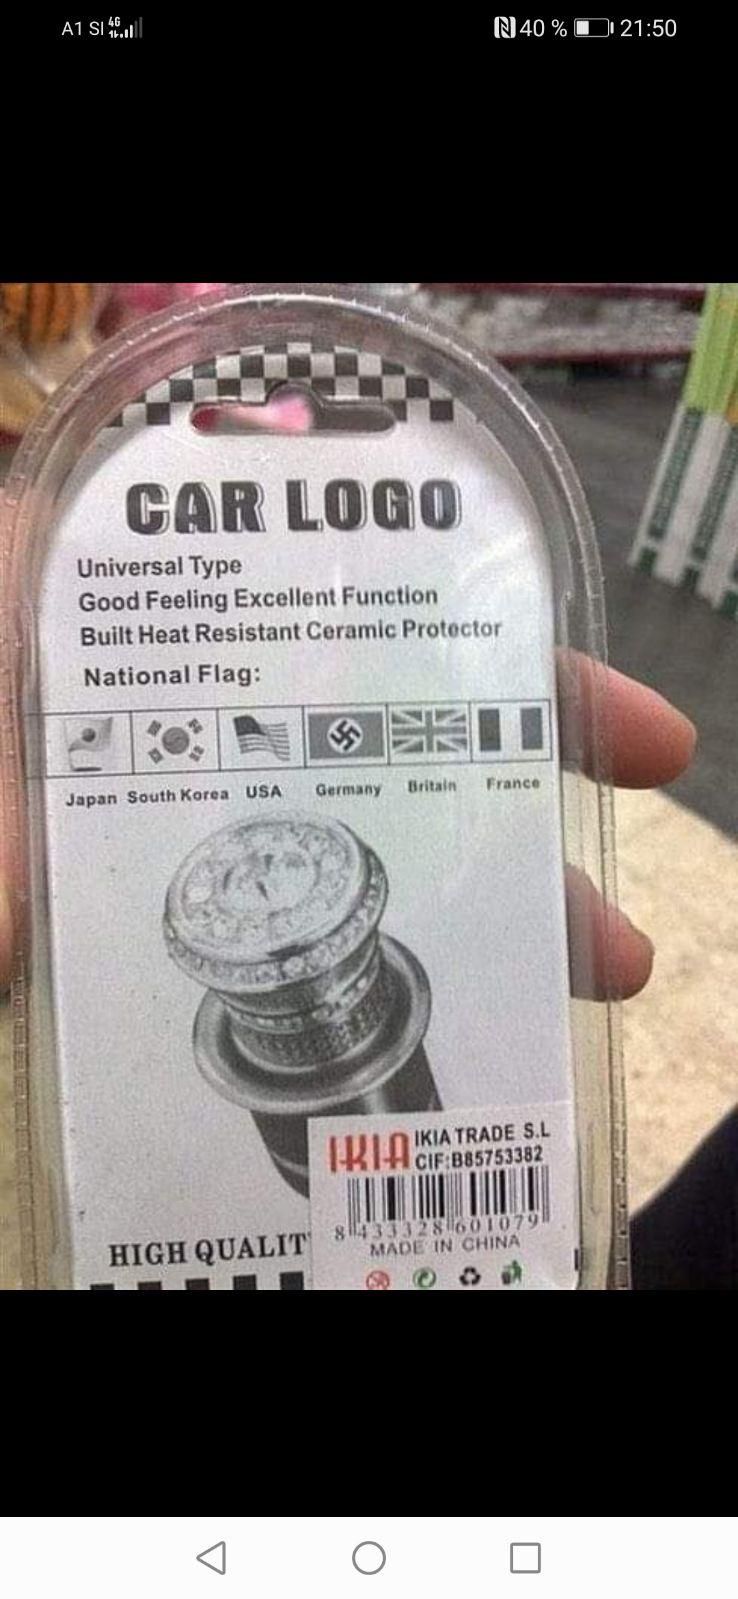 A1 SI 4G
40 % 21:50
CAR LOGO
Universal Type
Good Feeling Excellent Function
Built Heat Resistant Ceramic Protector
National Flag:
Japan South Korea USA Germany Britain France
IKIA
IKIA TRADE S.L
CIF:B85753382
8 433328 601079
MADE IN CHINA
HIGH QUALIT